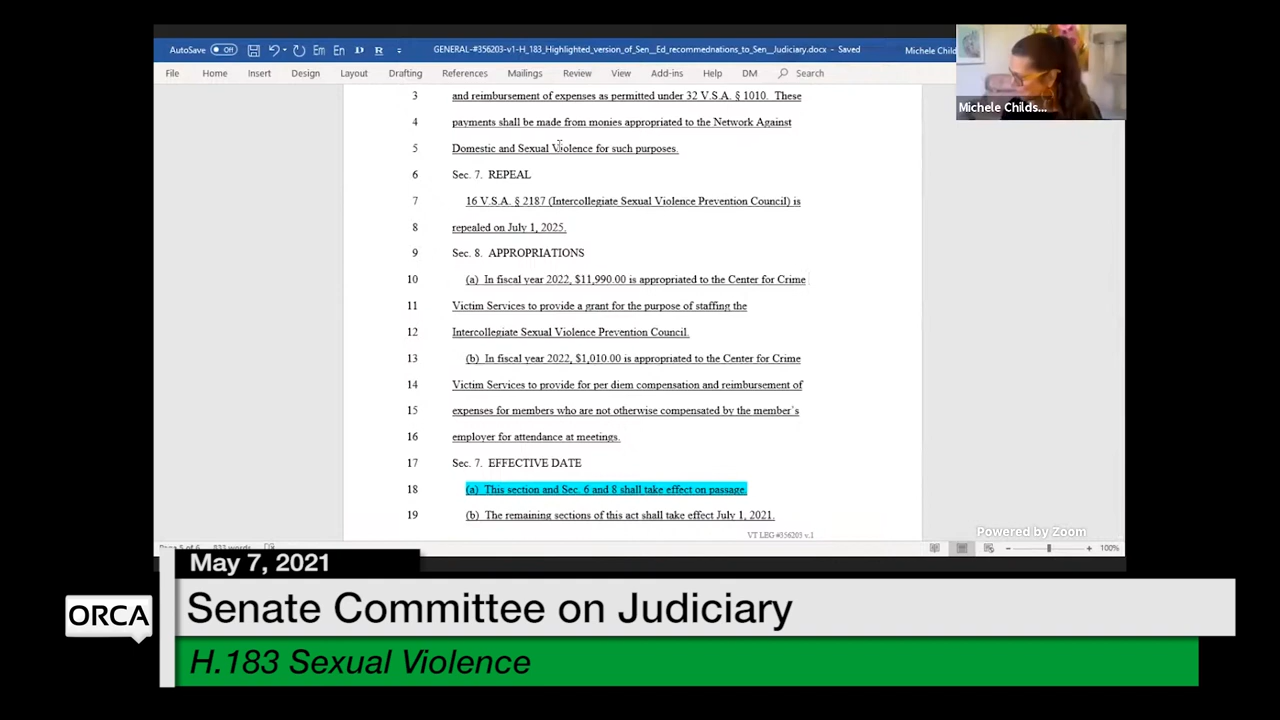 AutoSave Off
GENERAL-#356203-v1-H_183_Highlighted_version_of_Sen__Ed_recommednations_to_Sen__Judiciary.docx - Saved
Michele Child
File Home Insert Design Layout Drafting References Mailings Review View Add-ins Help DM Search
Michele Childs...
3 and reimbursement of expenses as permitted under 32 V.S.A. § 1010. These
4 payments shall be made from monies appropriated to the Network Against
5 Domestic and Sexual Violence for such purposes.
6 Sec. 7. REPEAL
7 16 V.S.A. § 2187 (Intercollegiate Sexual Violence Prevention Council) is
8 repealed on July 1, 2025.
9 Sec. 8. APPROPRIATIONS
10 (a) In fiscal year 2022, $11,990.00 is appropriated to the Center for Crime
11 Victim Services to provide a grant for the purpose of staffing the
12 Intercollegiate Sexual Violence Prevention Council.
13 (b) In fiscal year 2022, $1,010.00 is appropriated to the Center for Crime
14 Victim Services to provide for per diem compensation and reimbursement of
15 expenses for members who are not otherwise compensated by the member's
16 employer for attendance at meetings.
17 Sec. 7. EFFECTIVE DATE
18 (a) This section and Sec. 6 and 8 shall take effect on passage.
19 (b) The remaining sections of this act shall take effect July 1, 2021.
VT LEG #356203 v.1
Powered by Zoom
100%
May 7, 2021
ORCA
Senate Committee on Judiciary
H.183 Sexual Violence